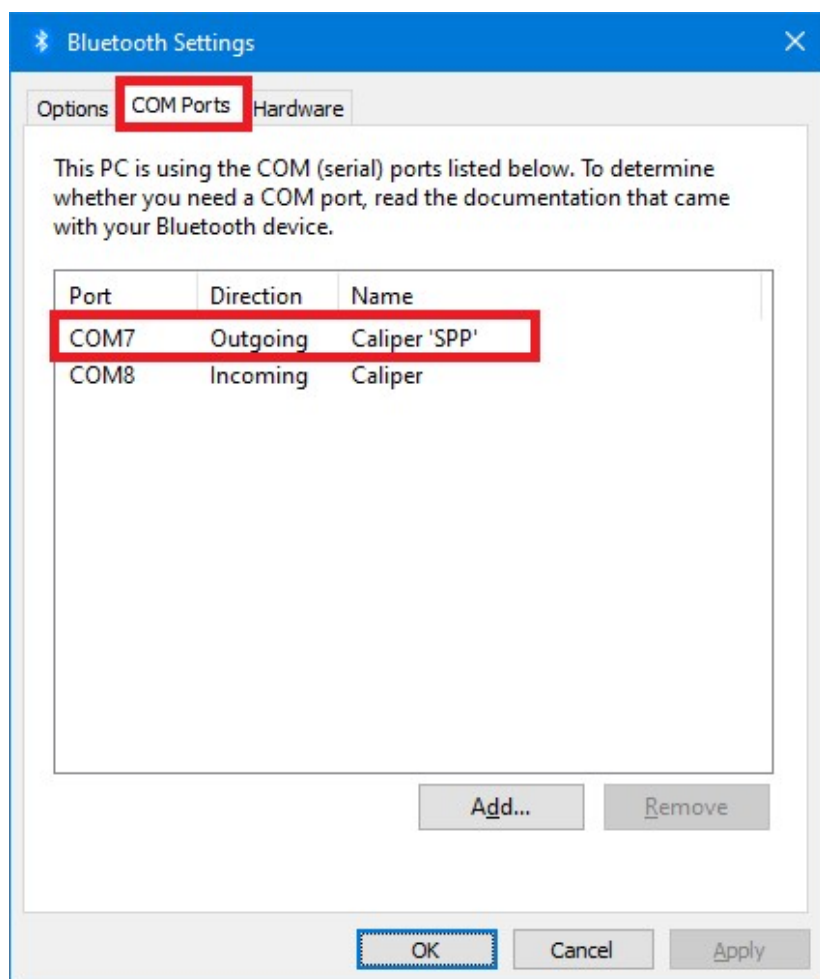 Bluetooth Settings
Options COM Ports Hardware
This PC is using the COM (serial) ports listed below. To determine
whether you need a COM port, read the documentation that came
with your Bluetooth device.
Port Direction Name
COM7 Outgoing Caliper 'SPP'
COM8 Incoming Caliper
Add... Remove
OK Cancel Apply